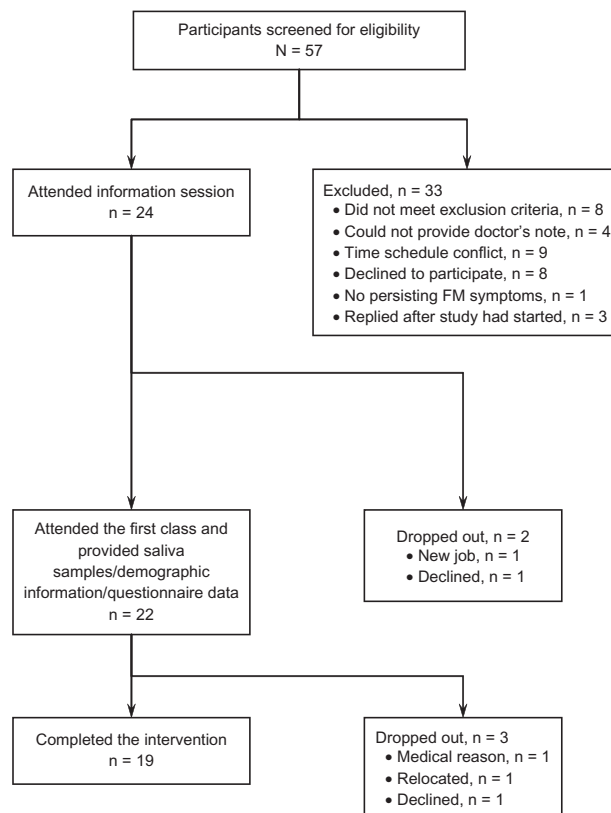 Participants screened for eligibility
N = 57
Attended information session
n = 24
Excluded, n = 33
• Did not meet exclusion criteria, n = 8
• Could not provide doctor’s note, n = 4
• Time schedule conflict, n = 9
• Declined to participate, n = 8
• No persisting FM symptoms, n = 1
• Replied after study had started, n = 3
Attended the first class and
provided saliva
samples/demographic
information/questionnaire data
n = 22
Dropped out, n = 2
• New job, n = 1
• Declined, n = 1
Completed the intervention
n = 19
Dropped out, n = 3
• Medical reason, n = 1
• Relocated, n = 1
• Declined, n = 1